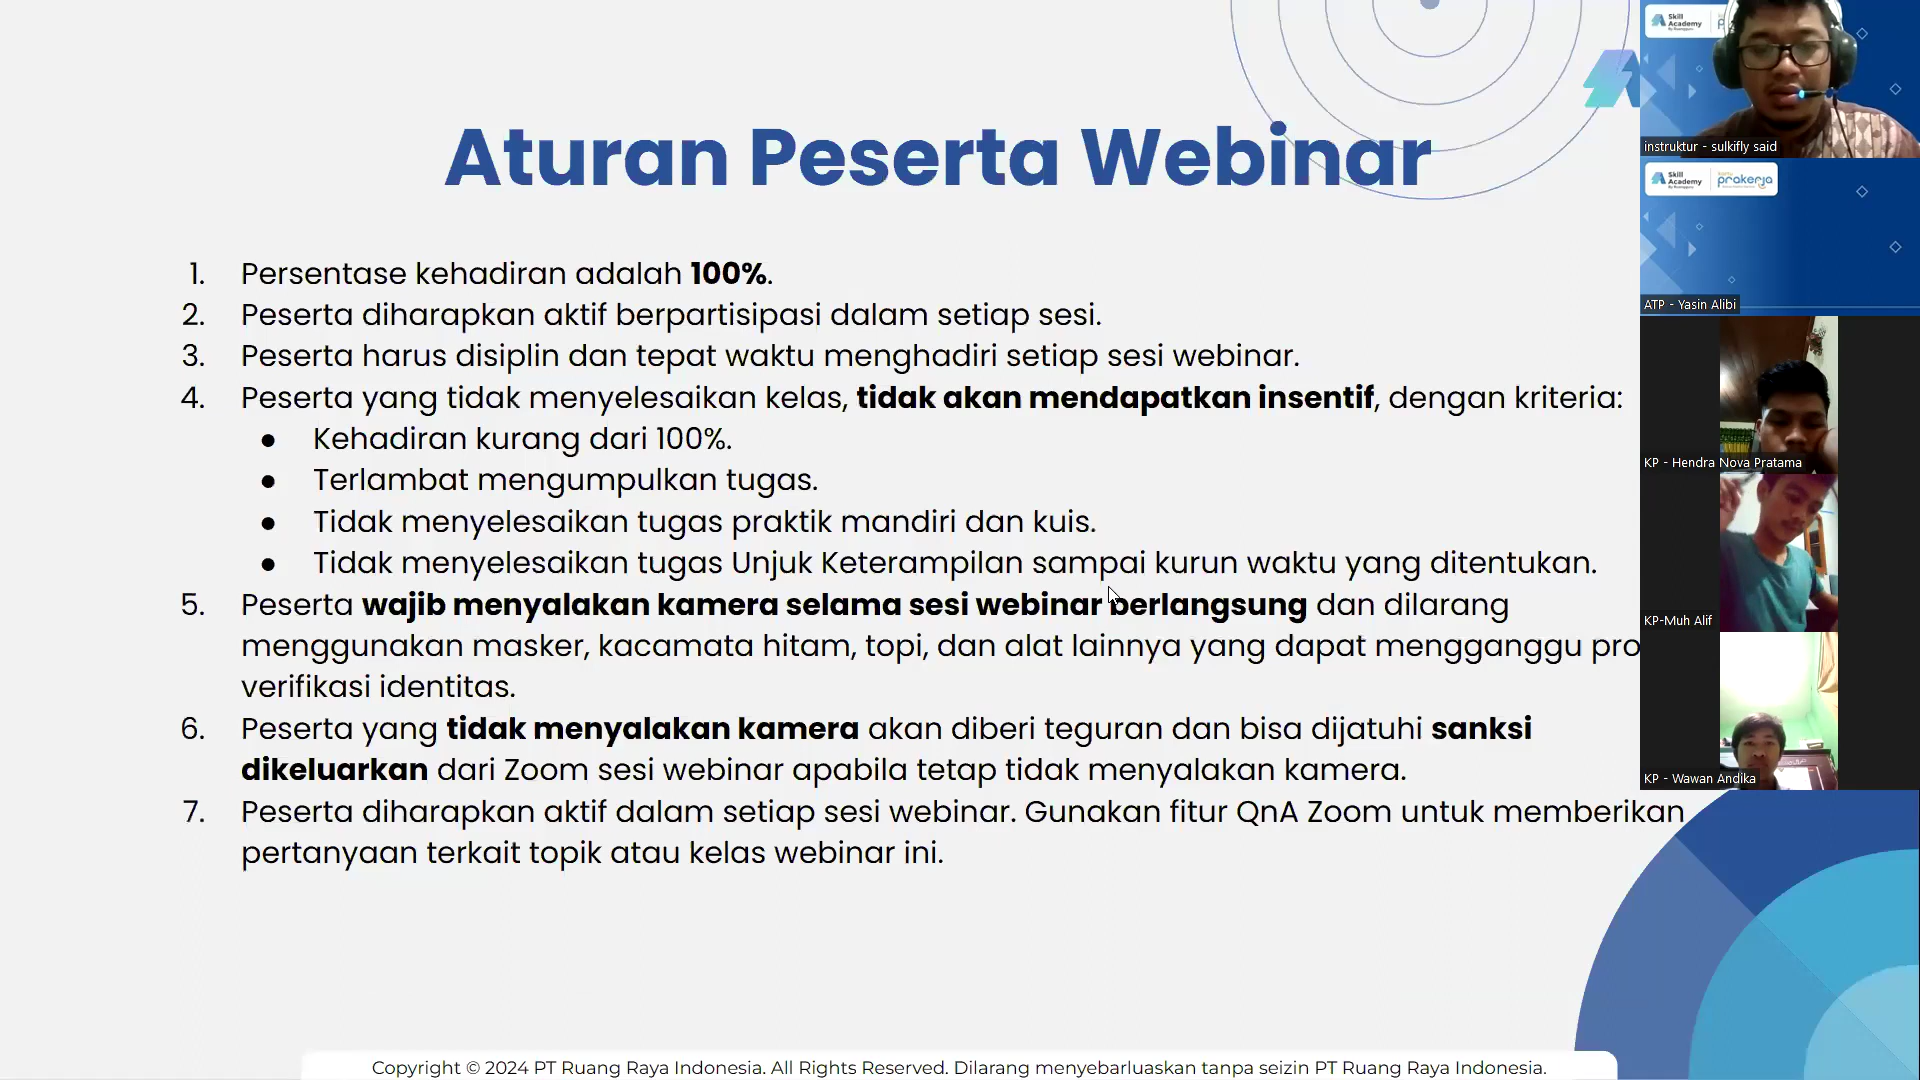 Aturan Peserta Webinar
1. Persentase kehadiran adalah 100%.
2. Peserta diharapkan aktif berpartisipasi dalam setiap sesi.
3. Peserta harus disiplin dan tepat waktu menghadiri setiap sesi webinar.
4. Peserta yang tidak menyelesaikan kelas, tidak akan mendapatkan insentif, dengan kriteria:
● Kehadiran kurang dari 100%.
● Terlambat mengumpulkan tugas.
● Tidak menyelesaikan tugas praktik mandiri dan kuis.
● Tidak menyelesaikan tugas Unjuk Keterampilan sampai kurun waktu yang ditentukan.
5. Peserta wajib menyalakan kamera selama sesi webinar berlangsung dan dilarang
menggunakan masker, kacamata hitam, topi, dan alat lainnya yang dapat mengganggu pro
verifikasi identitas.
6. Peserta yang tidak menyalakan kamera akan diberi teguran dan bisa dijatuhi sanksi
dikeluarkan dari Zoom sesi webinar apabila tetap tidak menyalakan kamera.
7. Peserta diharapkan aktif dalam setiap sesi webinar. Gunakan fitur QnA Zoom untuk memberikan
pertanyaan terkait topik atau kelas webinar ini.
Copyright © 2024 PT Ruang Raya Indonesia. All Rights Reserved. Dilarang menyebarluaskan tanpa seizin PT Ruang Raya Indonesia.
Skill
Academy
instruktur - sulkifly said
Skill
Academy
prakerja
ATP - Yasin Alibi
KP - Hendra Nova Pratama
KP-Muh Alif
KP - Wawan Andika